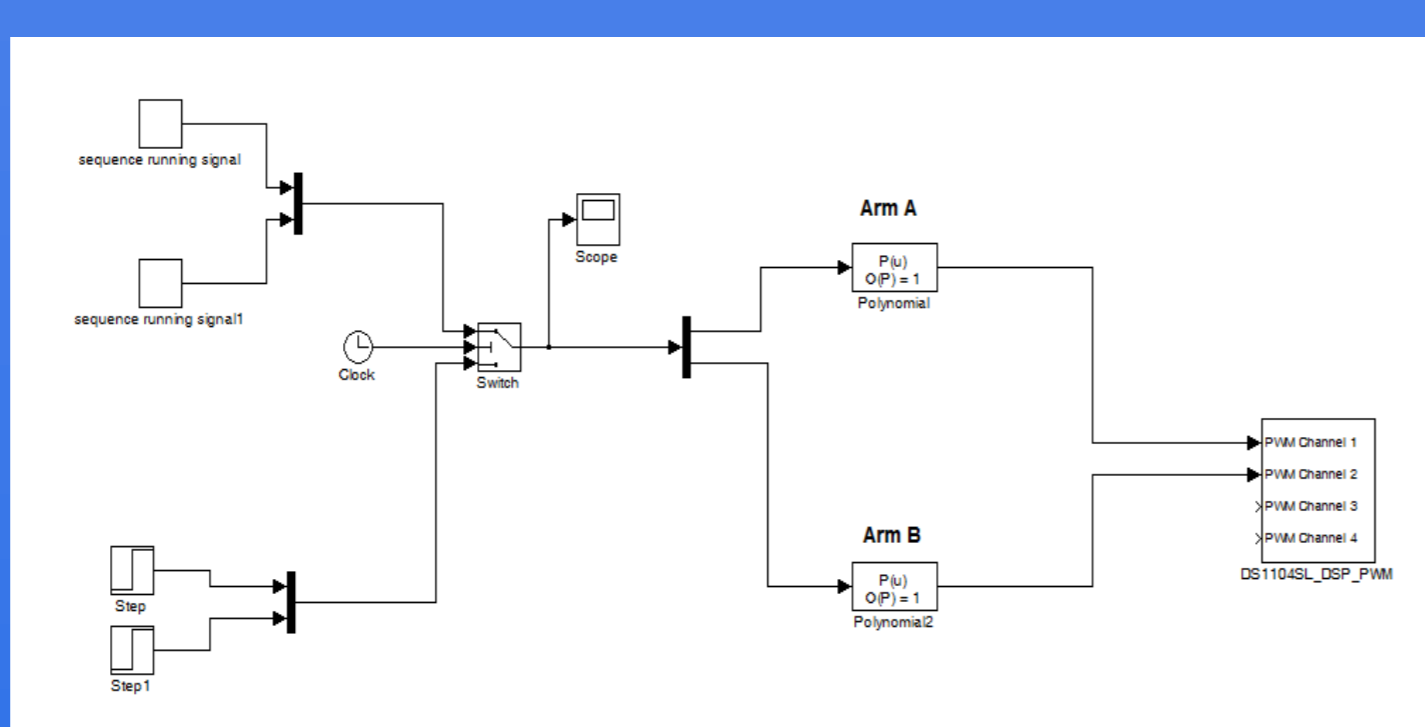 sequence running signal
sequence running signal1
Clock
Switch
Scope
Step
Step1
Arm A
P(u)
O(P) = 1
Polynomial
Arm B
P(u)
O(P) = 1
Polynomial2
PWM Channel 1
PWM Channel 2
PWM Channel 3
PWM Channel 4
DS1104SL_DSP_PWM